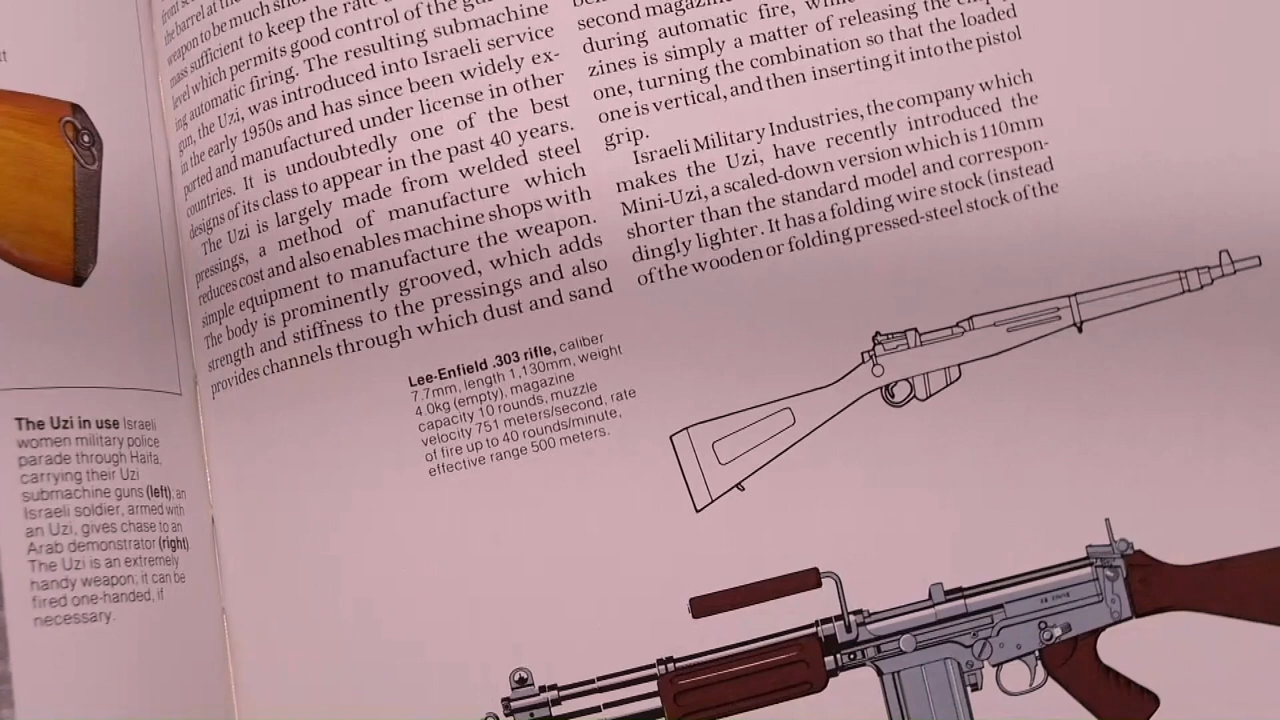 the barrel at the
weapon to be much
mass sufficient to keep the rate
level which permits good control of the
ing automatic firing. The resulting submachine
gun, the Uzi, was introduced into Israeli service
in the early 1950s and has since been widely ex-
ported and manufactured under license in other
countries. It is undoubtedly one of the best
designs of its class to appear in the past 40 years.
The Uzi is largely made from welded steel
pressings, a method of manufacture which
reduces cost and also enables machine shops with
simple equipment to manufacture the weapon.
The body is prominently grooved, which adds
strength and stiffness to the pressings and also
provides channels through which dust and sand
second
during automatic fire,
zines is simply a matter of releasing the
one, turning the combination so that the loaded
one is vertical, and then inserting it into the pistol
grip.
Israeli Military Industries, the company which
makes the Uzi, have recently introduced the
Mini-Uzi, a scaled-down version which is 110mm
shorter than the standard model and correspon-
dingly lighter. It has a folding wire stock (instead
of the wooden or folding pressed-steel stock of the
Lee-Enfield .303 rifle, caliber
7.7mm, length 1,130mm, weight
4.0kg (empty), magazine
capacity 10 rounds, muzzle
velocity 751 meters/second, rate
of fire up to 40 rounds/minute,
effective range 500 meters.
The Uzi in use Israeli
women military police
parade through Haifa,
carrying their Uzi
submachine guns (left), an
Israeli soldier, armed with
an Uzi, gives chase to an
Arab demonstrator (right)
The Uzi is an extremely
handy weapon; it can be
fired one-handed, if
necessary.